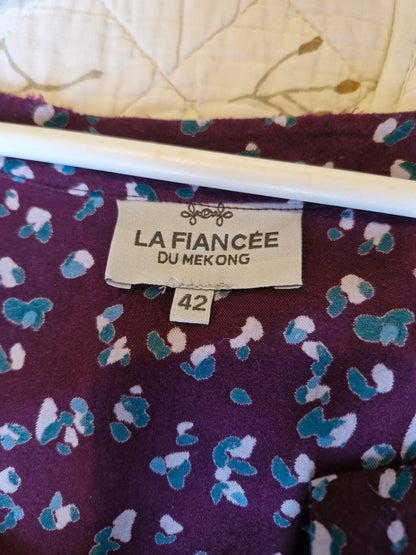 LA FIANCÉE
DU MEKONG
42